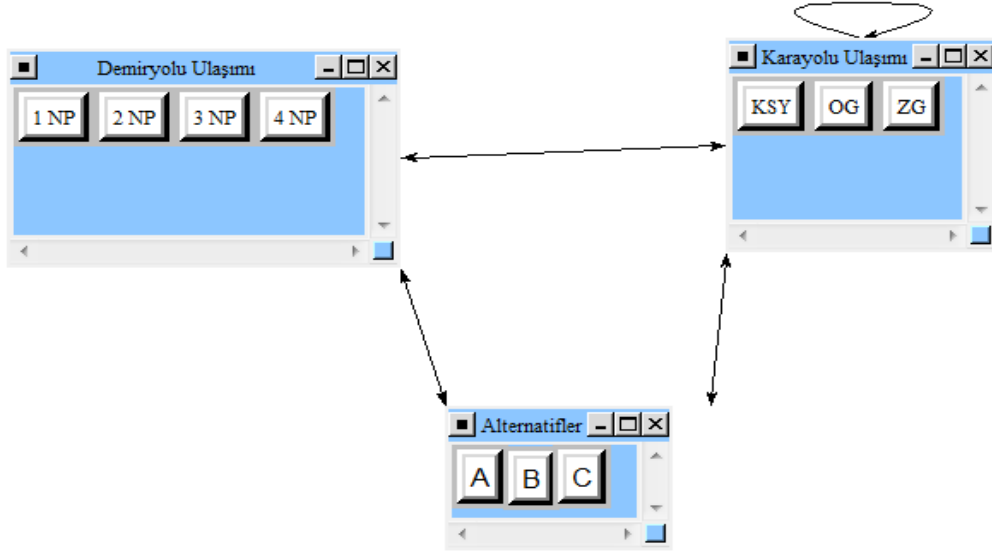 Demiryolu Ulaşımı
1 NP 2 NP 3 NP 4 NP
Karayolu Ulaşımı
KSY OG ZG
Alternatifler
A B C